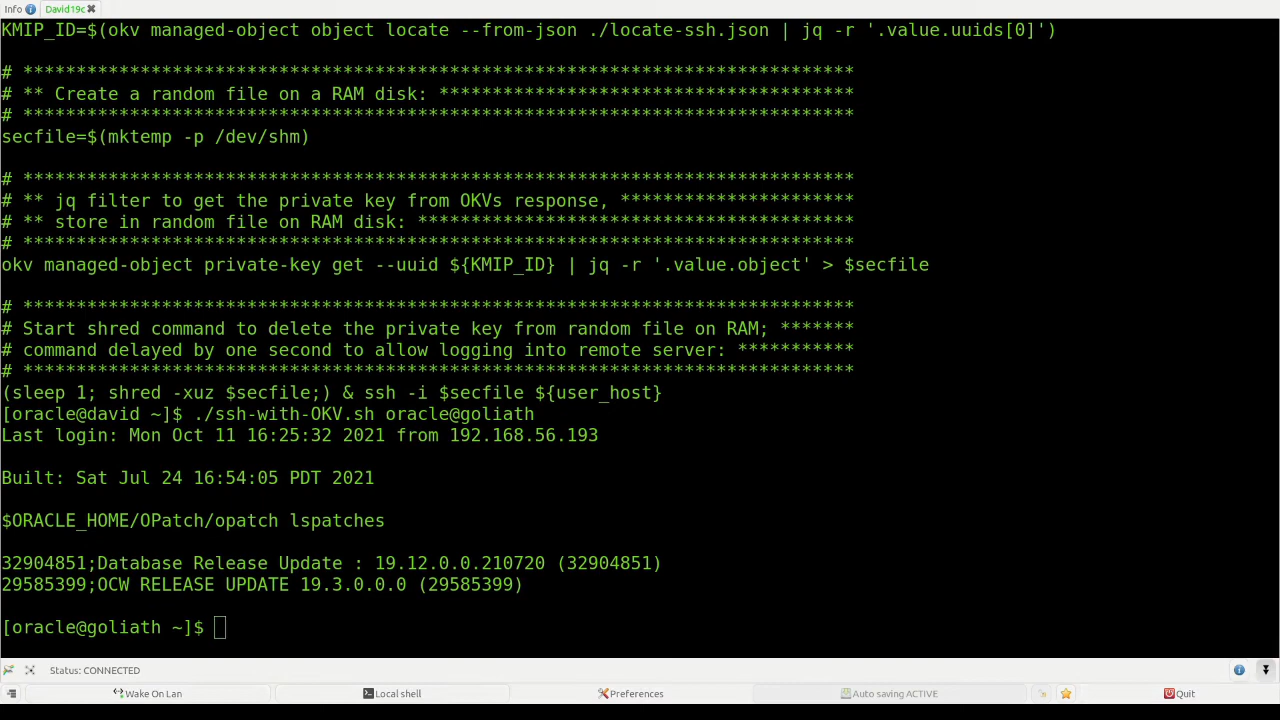 Info
David19c
KMIP_ID=$(okv managed-object object locate --from-json ./locate-ssh.json | jq -r '.value.uuids[0]')
# ******************************************************************************
# ** Create a random file on a RAM disk: ***************************************
# ******************************************************************************
secfile=$(mktemp -p /dev/shm)
# ******************************************************************************
# ** jq filter to get the private key from OKVs response, **********************
# ** store in random file on RAM disk: *****************************************
# ******************************************************************************
okv managed-object private-key get --uuid ${KMIP_ID} | jq -r '.value.object' > $secfile
# ******************************************************************************
# Start shred command to delete the private key from random file on RAM; *******
# command delayed by one second to allow logging into remote server: ***********
# ******************************************************************************
(sleep 1; shred -xuz $secfile;) & ssh -i $secfile ${user_host}
[oracle@david ~]$ ./ssh-with-OKV.sh oracle@goliath
Last login: Mon Oct 11 16:25:32 2021 from 192.168.56.193
Built: Sat Jul 24 16:54:05 PDT 2021
$ORACLE_HOME/OPatch/opatch lspatches
32904851;Database Release Update : 19.12.0.0.210720 (32904851)
29585399;OCW RELEASE UPDATE 19.3.0.0.0 (29585399)
[oracle@goliath ~]$
Status: CONNECTED
Wake On Lan
Local shell
Preferences
Auto saving ACTIVE
Quit